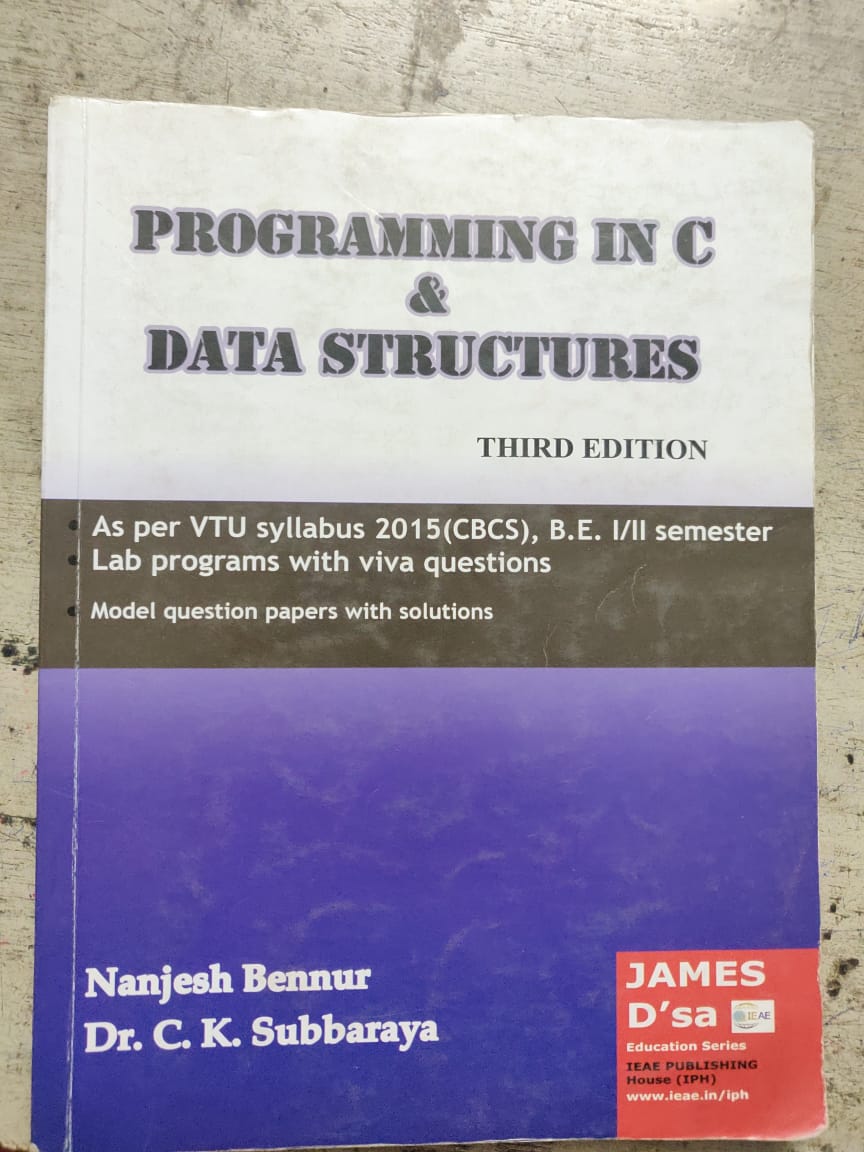 PROGRAMMING IN C
&
DATA STRUCTURES
THIRD EDITION
• As per VTU syllabus 2015(CBCS), B.E. I/II semester
• Lab programs with viva questions
• Model question papers with solutions
Nanjesh Bennur
Dr. C. K. Subbaraya
JAMES
D'sa IEAE
Education Series
IEAE PUBLISHING
House (IPH)
www.ieae.in/iph